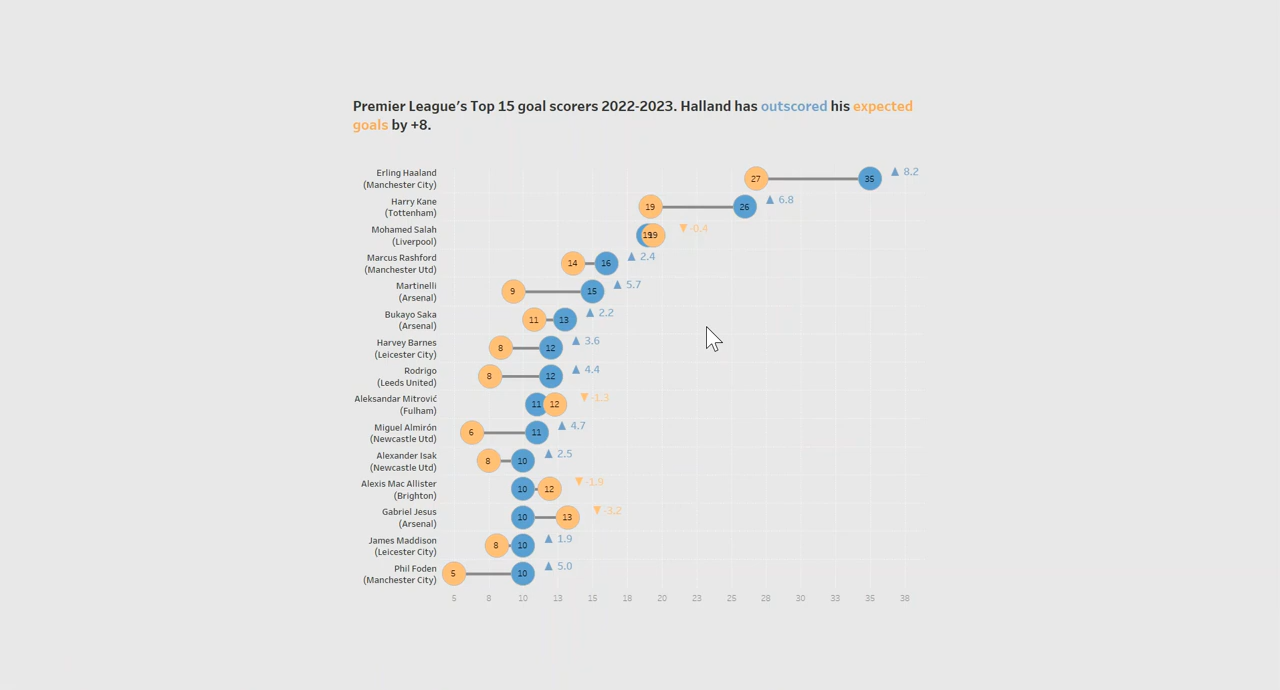 Premier League's Top 15 goal scorers 2022-2023. Halland has outscored his expected
goals by +8.
Erling Haaland
(Manchester City)
27
35
▲ 8.2
Harry Kane
(Tottenham)
19
26
▲ 6.8
Mohamed Salah
(Liverpool)
19
19
▼ -0.4
Marcus Rashford
(Manchester Utd)
14
16
▲ 2.4
Martinelli
(Arsenal)
9
15
▲ 5.7
Bukayo Saka
(Arsenal)
11
13
▲ 2.2
Harvey Barnes
(Leicester City)
8
12
▲ 3.6
Rodrigo
(Leeds United)
8
12
▲ 4.4
Aleksandar Mitrović
(Fulham)
11
12
▼ -1.3
Miguel Almirón
(Newcastle Utd)
6
11
▲ 4.7
Alexander Isak
(Newcastle Utd)
8
10
▲ 2.5
Alexis Mac Allister
(Brighton)
10
12
▼ -1.9
Gabriel Jesus
(Arsenal)
10
13
▼ -3.2
James Maddison
(Leicester City)
8
10
▲ 1.9
Phil Foden
(Manchester City)
5
10
▲ 5.0
5 8 10 13 15 18 20 23 25 28 30 33 35 38